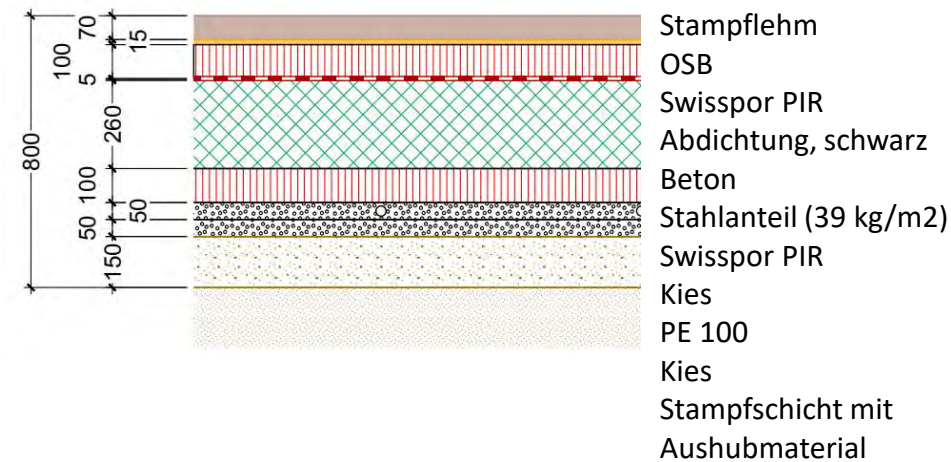 70
15
100
5
260
800
100
50
50
150
Stampflehm
OSB
Swisspor PIR
Abdichtung, schwarz
Beton
Stahlanteil (39 kg/m2)
Swisspor PIR
Kies
PE 100
Kies
Stampfschicht mit
Aushubmaterial